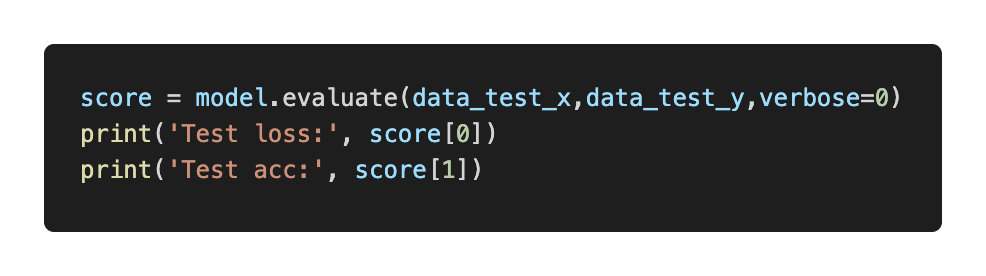 score = model.evaluate(data_test_x,data_test_y,verbose=0)
print('Test loss:', score[0])
print('Test acc:', score[1])